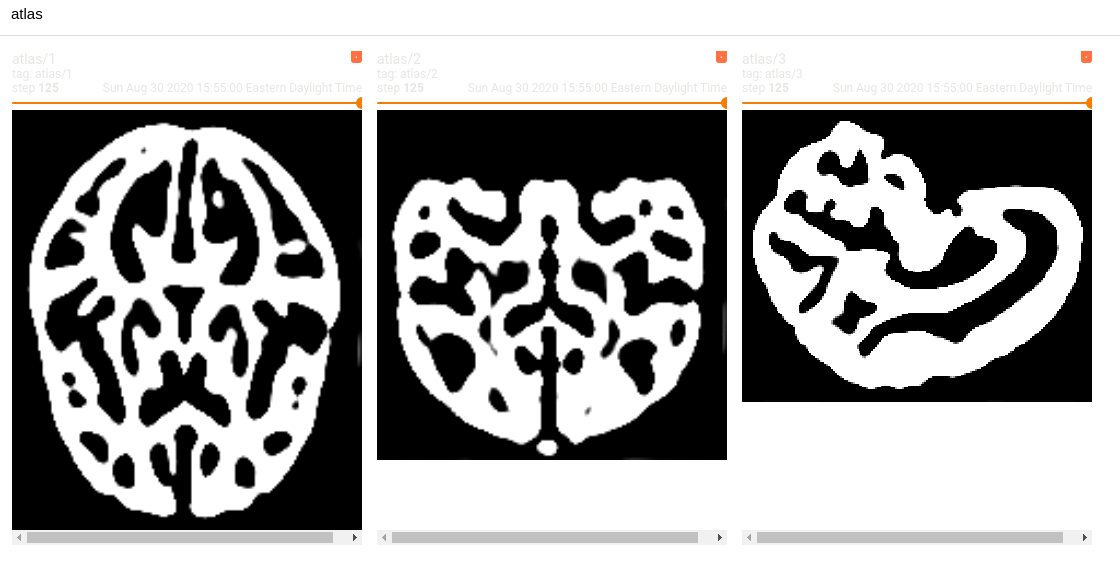 atlas
atlas/1
tag: atlas/1
step 125 Sun Aug 30 2020 15:55:00 Eastern Daylight Time
atlas/2
tag: atlas/2
step 125 Sun Aug 30 2020 15:55:00 Eastern Daylight Time
atlas/3
tag: atlas/3
step 125 Sun Aug 30 2020 15:55:00 Eastern Daylight Time